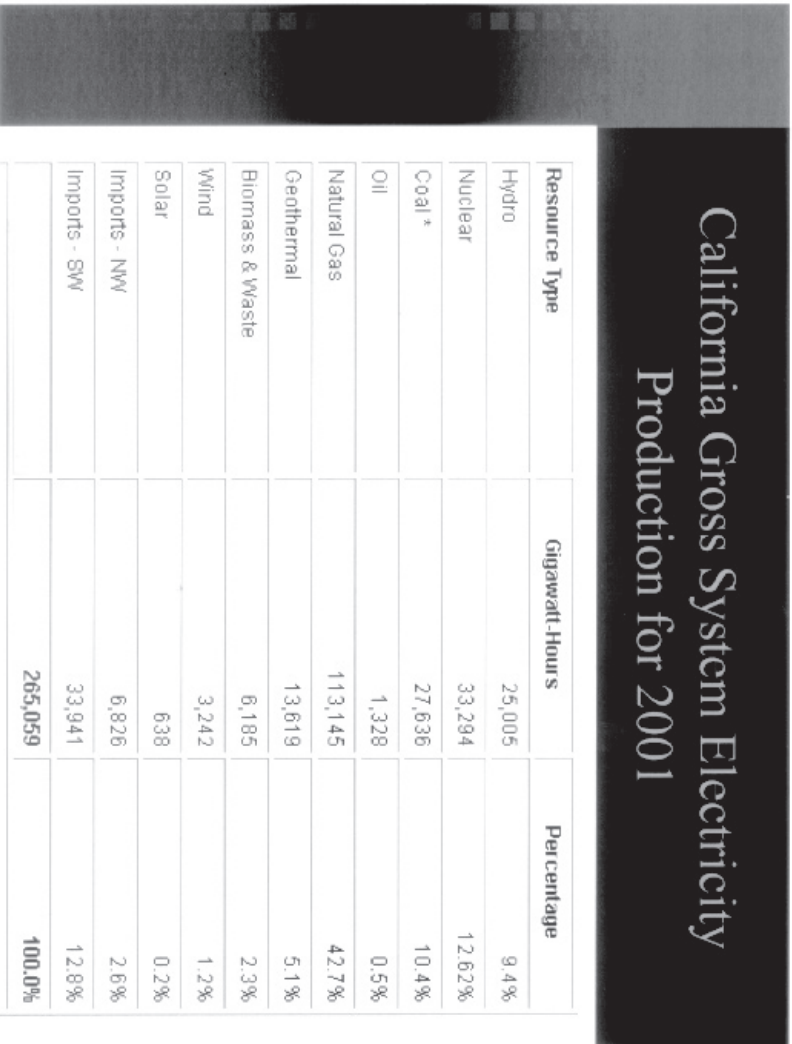 California Gross System Electricity
Production for 2001
Resource Type Gigawatt-Hours Percentage
Hydro 25,005 9.4%
Nuclear 33,294 12.62%
Coal * 27,636 10.4%
Oil 1,328 0.5%
Natural Gas 113,145 42.7%
Geothermal 13,619 5.1%
Biomass & Waste 6,185 2.3%
Wind 3,242 1.2%
Solar 638 0.2%
Imports - NW 6,826 2.6%
Imports - SW 33,941 12.8%
265,059 100.0%